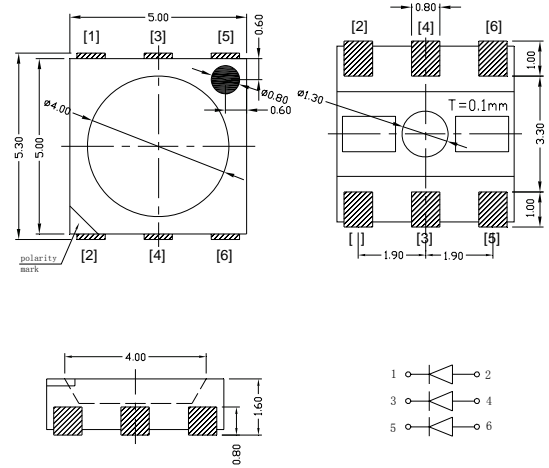 5.00
0.60
[1] [3] [5]
ø4.00
ø0.80
0.60
5.30
5.00
polarity
mark
[2] [4] [6]
0.80
[2] [4] [6]
1.00
ø1.30
T=0.1mm
3.30
1.00
[ ] [3] [5]
1.90 1.90
4.00
1.60
0.80
1 2
3 4
5 6